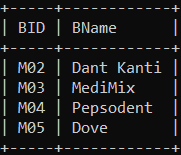 +-----+------------+
| BID | BName      |
+-----+------------+
| M02 | Dant Kanti |
| M03 | MediMix    |
| M04 | Pepsodent  |
| M05 | Dove       |
+-----+------------+